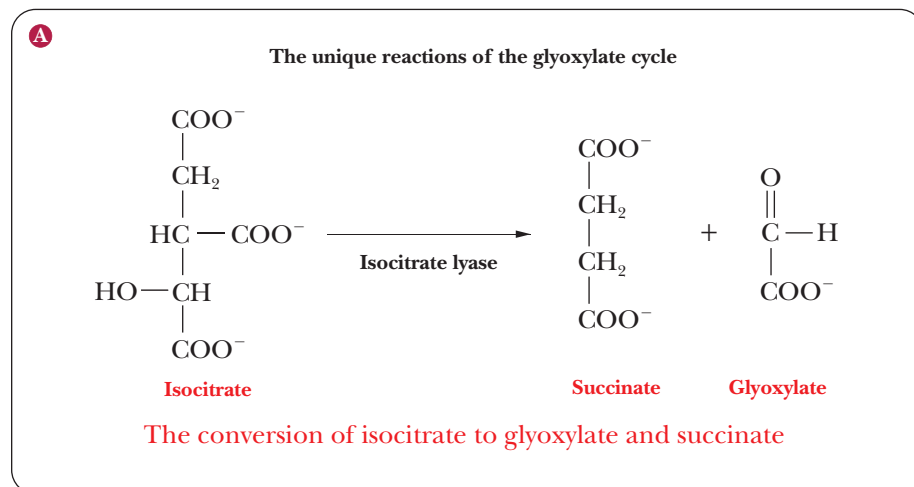 A
The unique reactions of the glyoxylate cycle
COO⁻
CH₂
HC — COO⁻
HO—CH
COO⁻
Isocitrate
Isocitrate lyase
COO⁻
CH₂
CH₂
COO⁻
Succinate
+
O
C—H
COO⁻
Glyoxylate
The conversion of isocitrate to glyoxylate and succinate